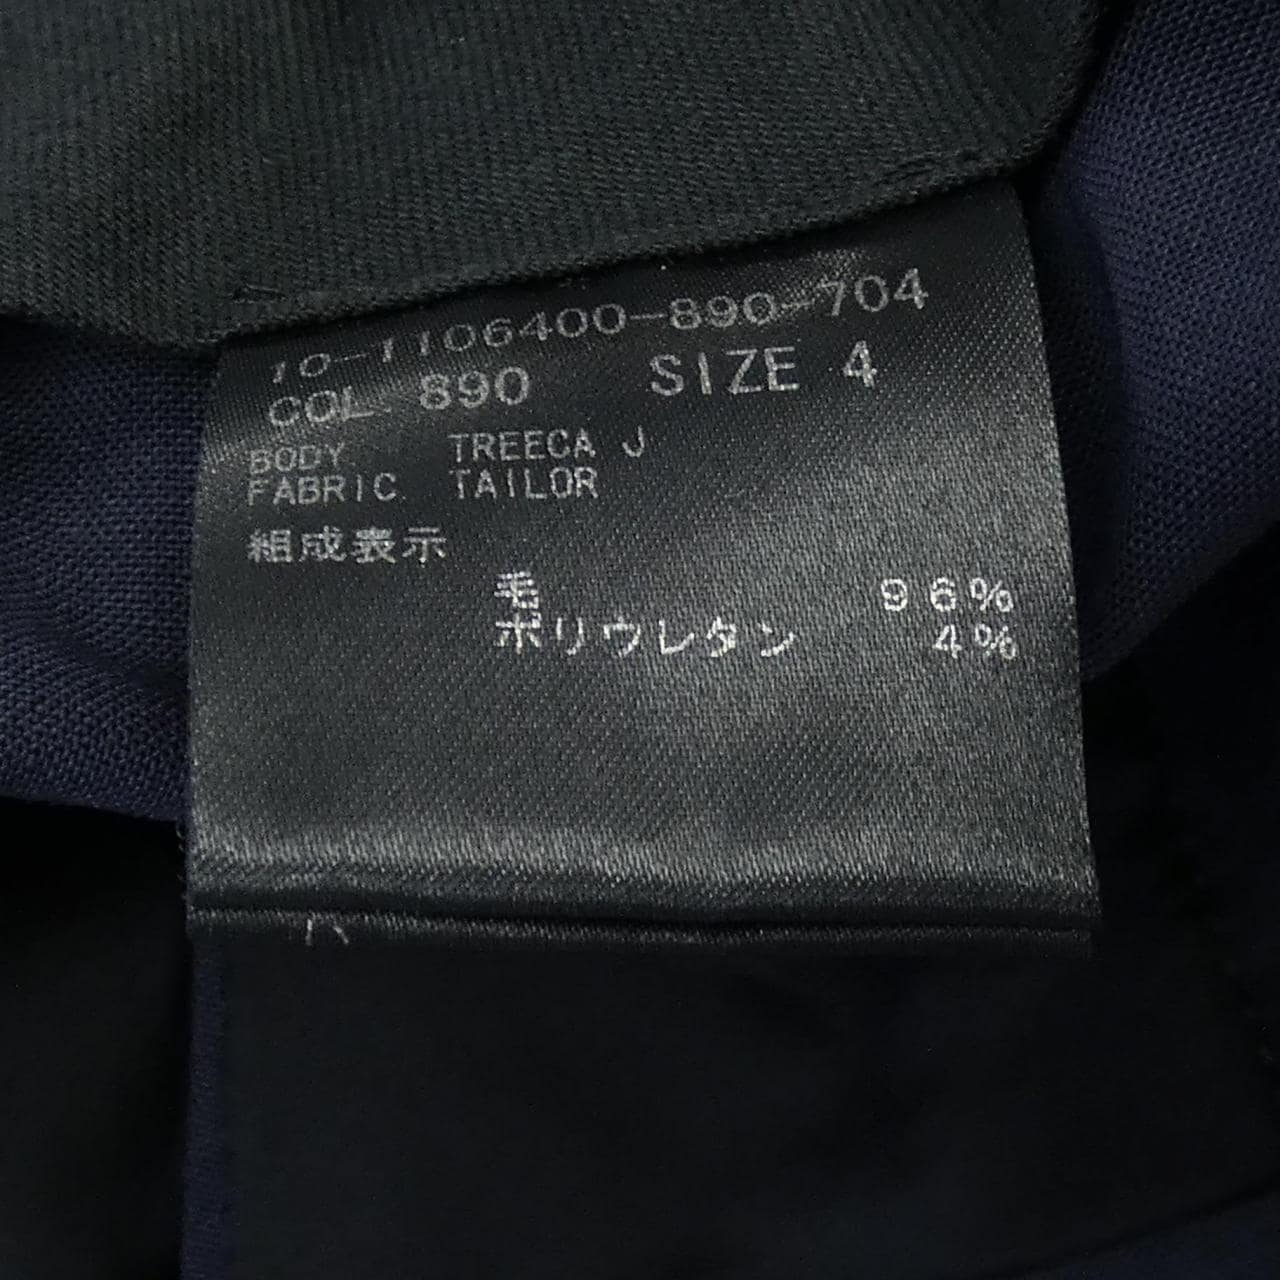 10-1106400-890-704
COL. 890 SIZE 4
BODY TREECA J
FABRIC TAILOR
組成表示
毛 96%
ポリウレタン 4%